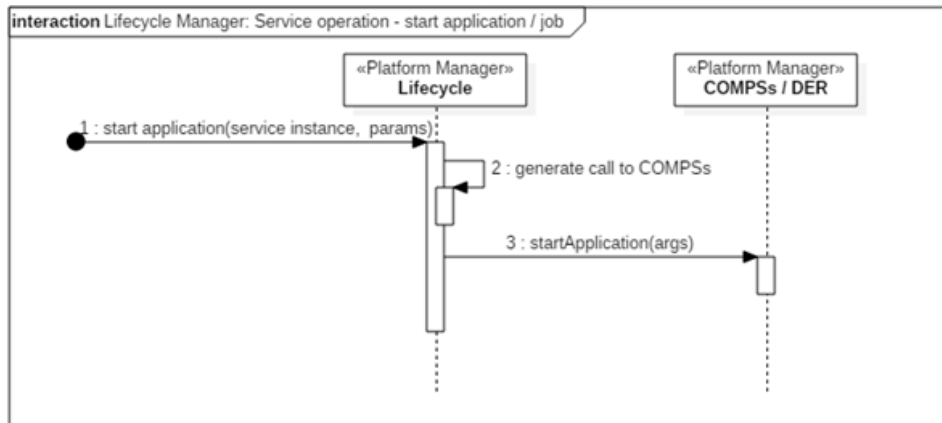 interaction Lifecycle Manager: Service operation - start application / job
«Platform Manager»
Lifecycle
«Platform Manager»
COMPSs / DER
1 : start application(service instance, params)
2 : generate call to COMPSs
3 : startApplication(args)